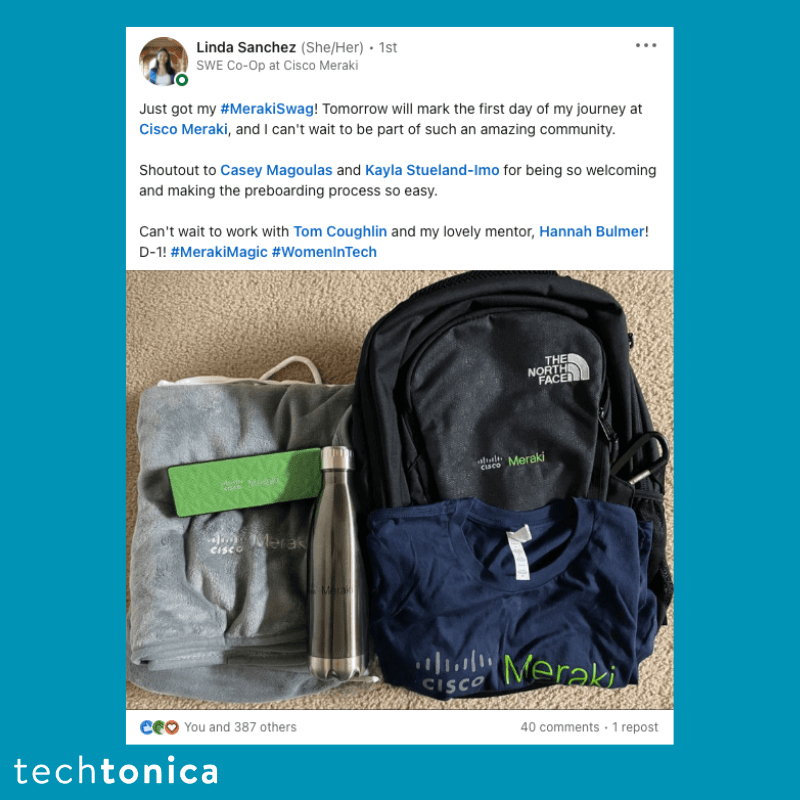 Linda Sanchez (She/Her) • 1st
SWE Co-Op at Cisco Meraki
Just got my #MerakiSwag! Tomorrow will mark the first day of my journey at
Cisco Meraki, and I can't wait to be part of such an amazing community.
Shoutout to Casey Magoulas and Kayla Stueland-Imo for being so welcoming
and making the preboarding process so easy.
Can't wait to work with Tom Coughlin and my lovely mentor, Hannah Bulmer!
D-1! #MerakiMagic #WomenInTech
THE
NORTH
FACE
CISCO Meraki
CISCO Meraki
CISCO Meraki
Meraki
CISCO Meraki
You and 387 others
40 comments • 1 repost
techtonica